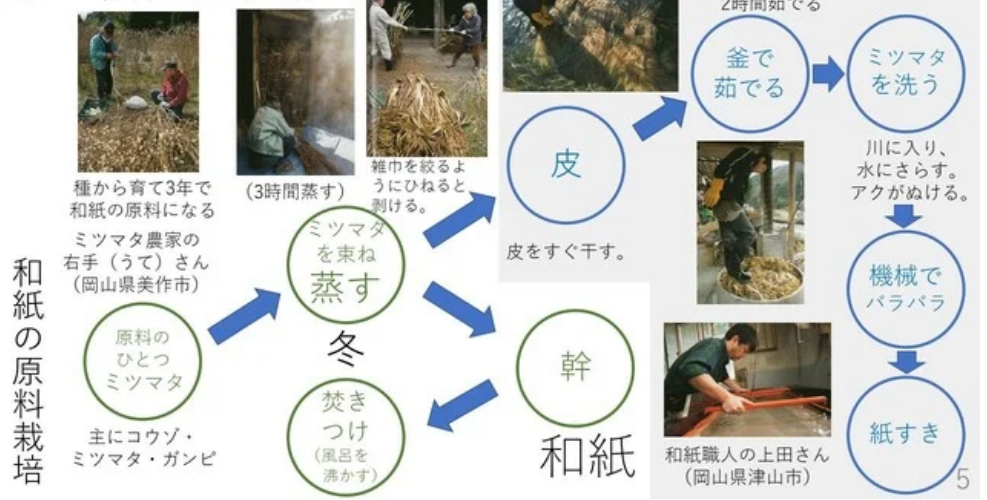 和紙の原料栽培
種から育て3年で
和紙の原料になる
ミツマタ農家の
右手(うて)さん
(岡山県美作市)
原料の
ひとつ
ミツマタ
主にコウゾ・
ミツマタ・ガンピ
(3時間蒸す)
ミツマタ
を束ね
蒸す
冬
雑巾を絞るよ
うにひねると
剥ける。
皮
皮をすぐ干す。
幹
焚き
つけ
(風呂を
沸かす)
和紙
2時間茹でる
釜で
茹でる
ミツマタ
を洗う
川に入り、
水にさらす。
アクがぬける。
機械で
バラバラ
紙すき
和紙職人の上田さん
(岡山県津山市)
5